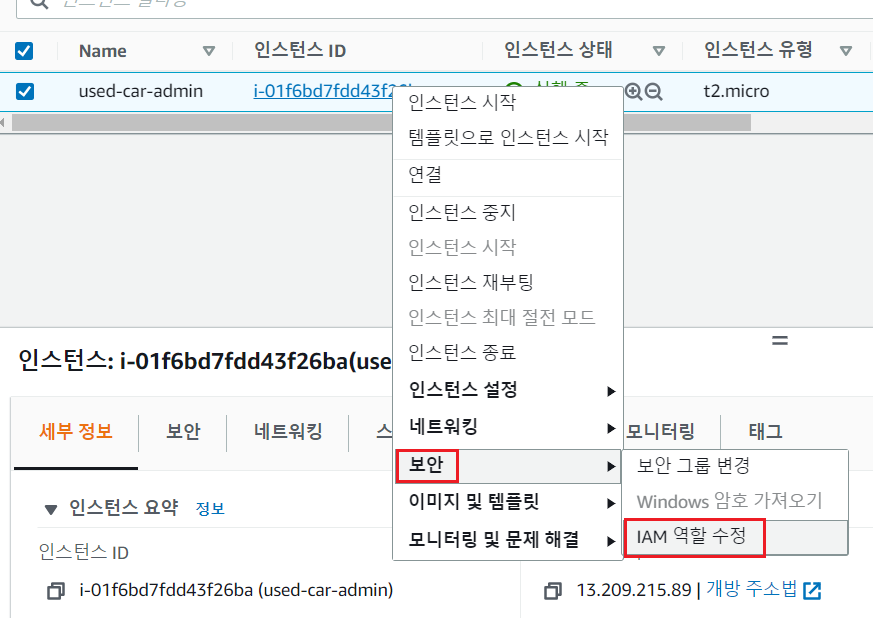 Name 인스턴스 ID 인스턴스 상태 인스턴스 유형
used-car-admin i-01f6bd7fdd43f26 t2.micro
인스턴스 시작
템플릿으로 인스턴스 시작
연결
인스턴스 중지
인스턴스 시작
인스턴스 재부팅
인스턴스 최대 절전 모드
인스턴스 종료
인스턴스 설정
네트워킹
보안
이미지 및 템플릿
모니터링 및 문제 해결
보안 그룹 변경
Windows 암호 가져오기
IAM 역할 수정
인스턴스: i-01f6bd7fdd43f26ba(use
세부 정보 보안 네트워킹 스 모니터링 태그
인스턴스 요약 정보
인스턴스 ID
i-01f6bd7fdd43f26ba (used-car-admin) 13.209.215.89 | 개방 주소법